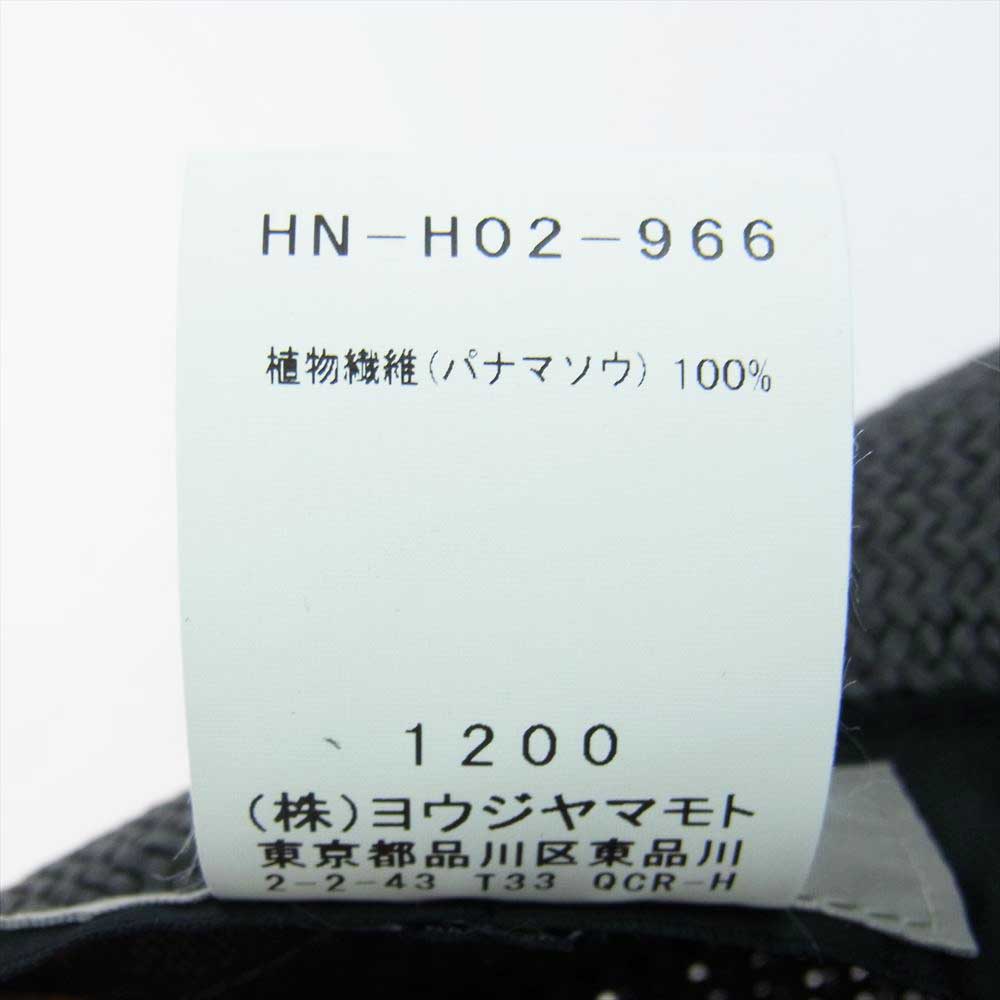 HN-H02-966
植物繊維(パナマソウ) 100%
1200
(株)ヨウジヤマモト
東京都品川区東品川
2-2-43 T33 QCR-H